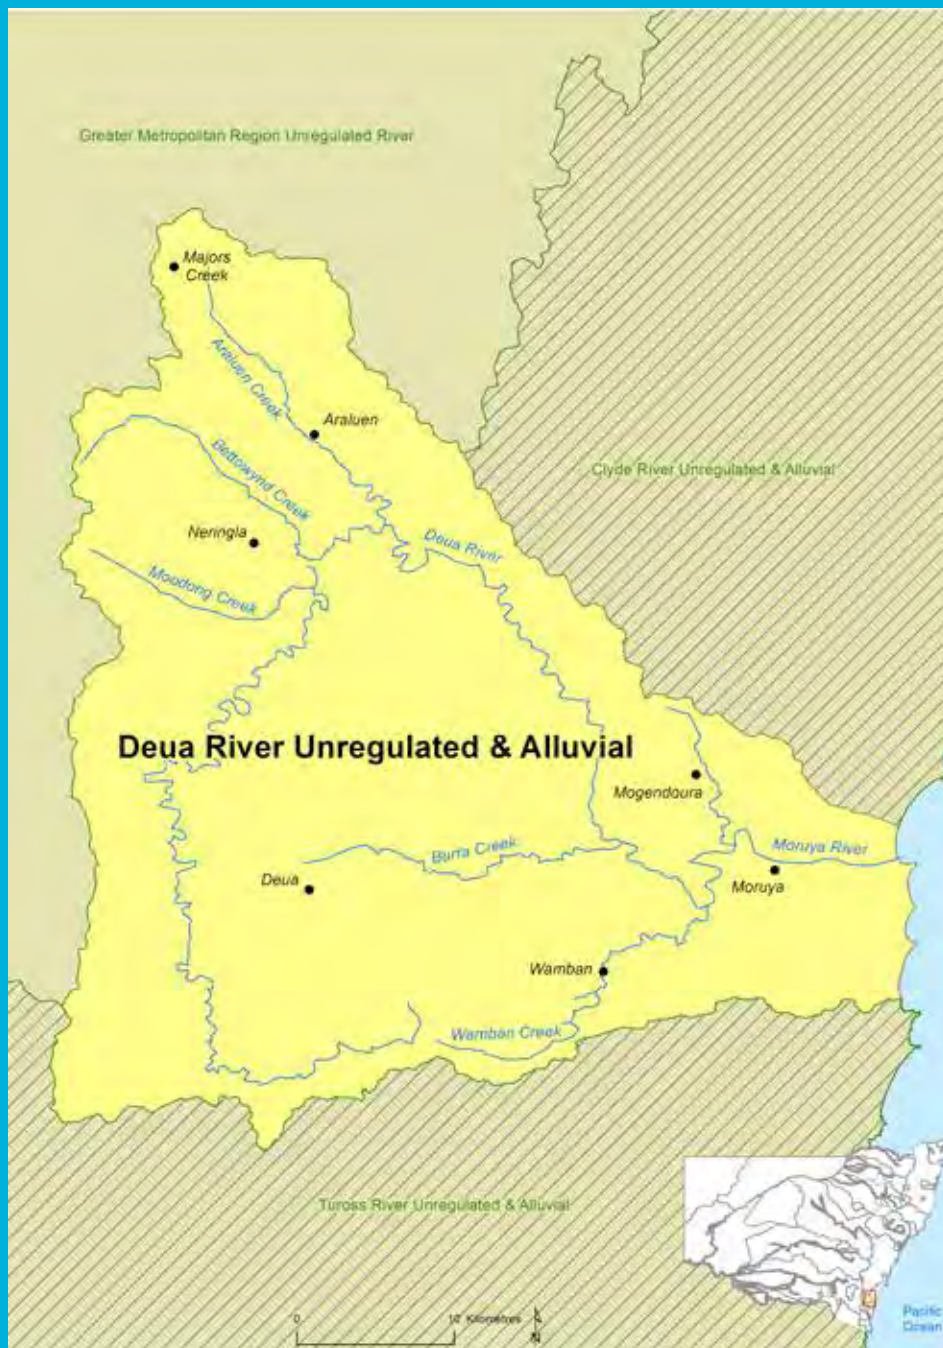 Greater Metropolitan Region Unregulated River
Majors
Creek
Araluen Creek
Araluen
Bettowynd Creek
Clyde River Unregulated & Alluvial
Neringla
Deua River
Moodong Creek
Deua River Unregulated & Alluvial
Mogendoura
Burra Creek
Moruya River
Deua
Moruya
Wamban
Wamban Creek
Tuross River Unregulated & Alluvial
0
10 Kilometres
N
Pacific
Ocean